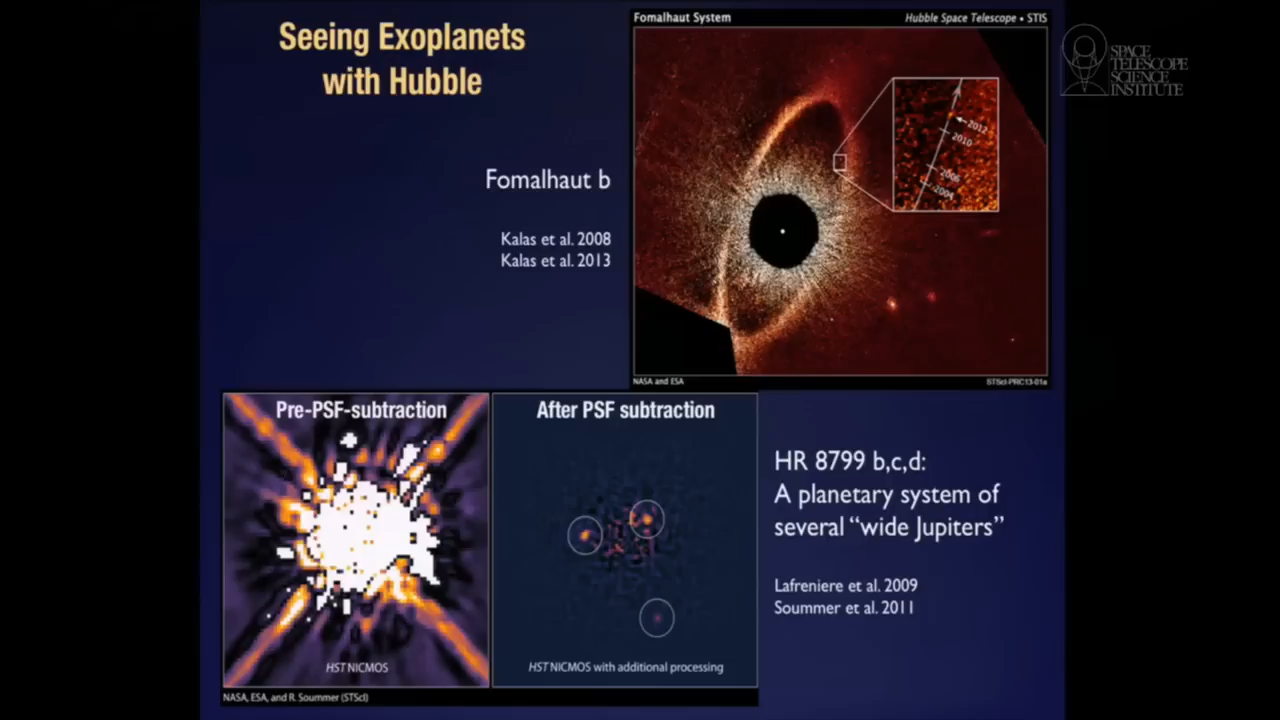 Seeing Exoplanets
with Hubble
Fomalhaut b
Kalas et al. 2008
Kalas et al. 2013
Fomalhaut System
Hubble Space Telescope • STIS
2012
2010
2006
2004
NASA and ESA
STScI-PRC13-01a
SPACE
TELESCOPE
SCIENCE
INSTITUTE
Pre-PSF-subtraction
HST NICMOS
After PSF subtraction
HST NICMOS with additional processing
NASA, ESA, and R. Soummer (STScI)
HR 8799 b,c,d:
A planetary system of
several “wide Jupiters”
Lafreniere et al. 2009
Soummer et al. 2011